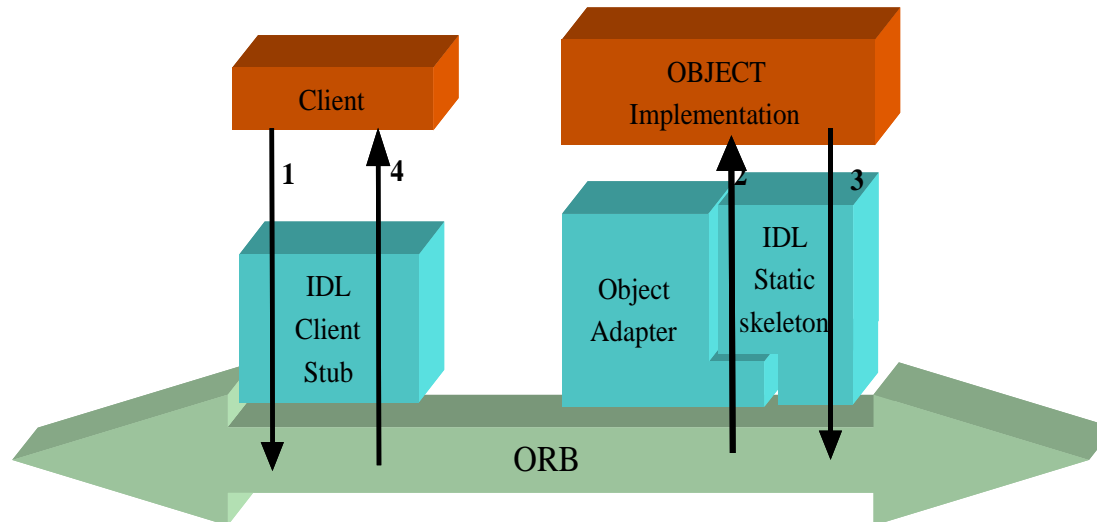 Client
OBJECT
Implementation
1
4
2
3
IDL
Client
Stub
Object
Adapter
IDL
Static
skeleton
ORB